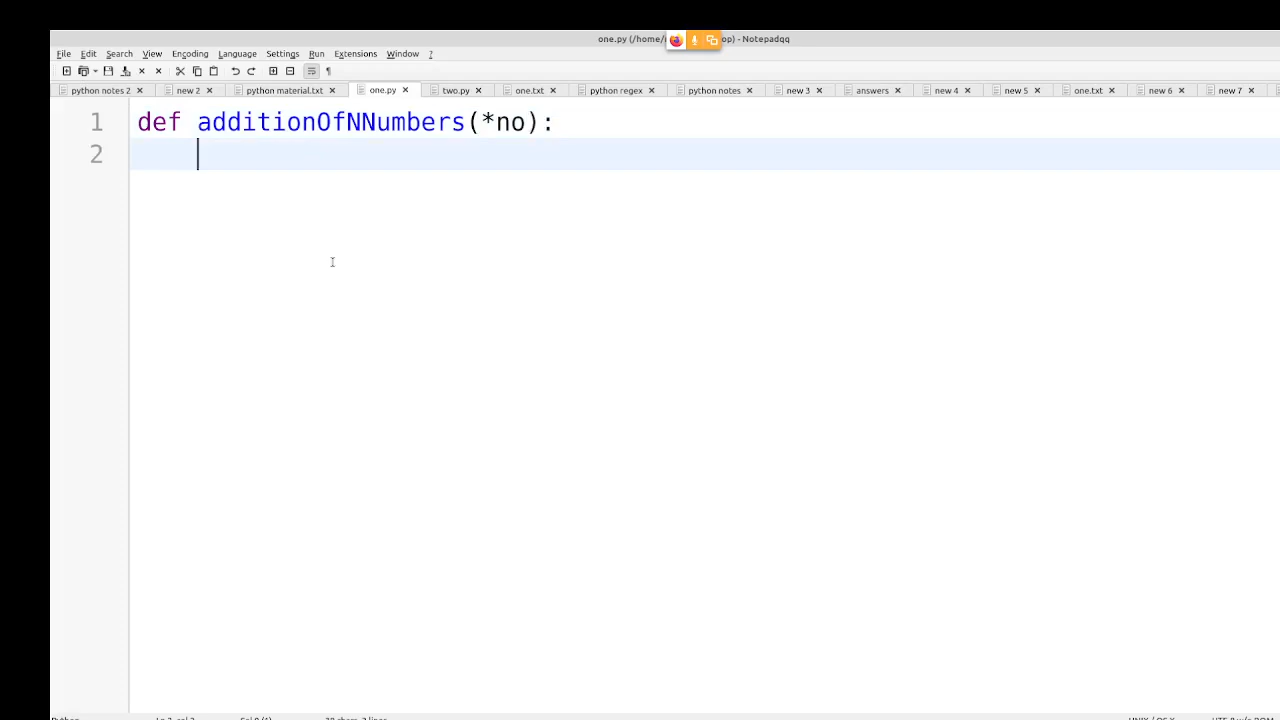 one.py (/home/ op) - Notepadqq
File Edit Search View Encoding Language Settings Run Extensions Window ?
python notes 2 new 2 python material.txt one.py two.py one.txt python regex python notes new 3 answers new 4 new 5 one.txt new 6 new 7
1 def additionOfNNumbers(*no):
2